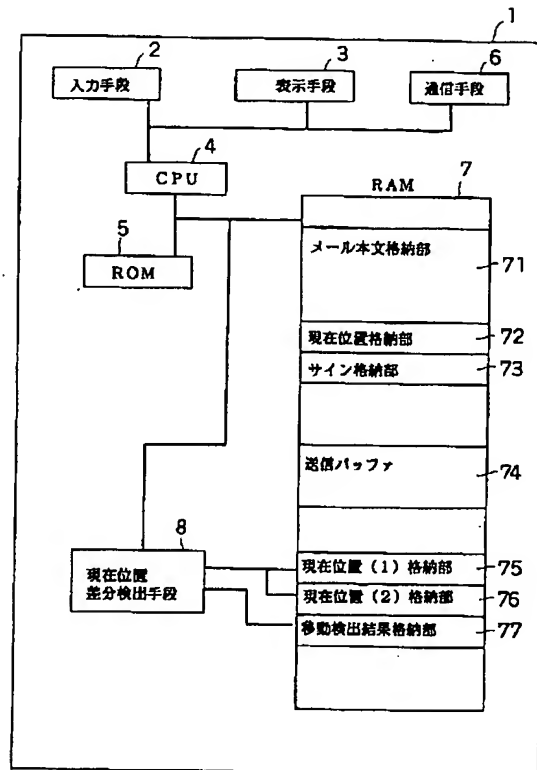 1
2
3
6
入力手段
表示手段
通信手段
4
CPU
RAM
7
5
ROM
メール本文格納部
71
現在位置格納部
72
サイン格納部
73
送信バッファ
74
8
現在位置
差分検出手段
現在位置(1)格納部
75
現在位置(2)格納部
76
移動検出結果格納部
77